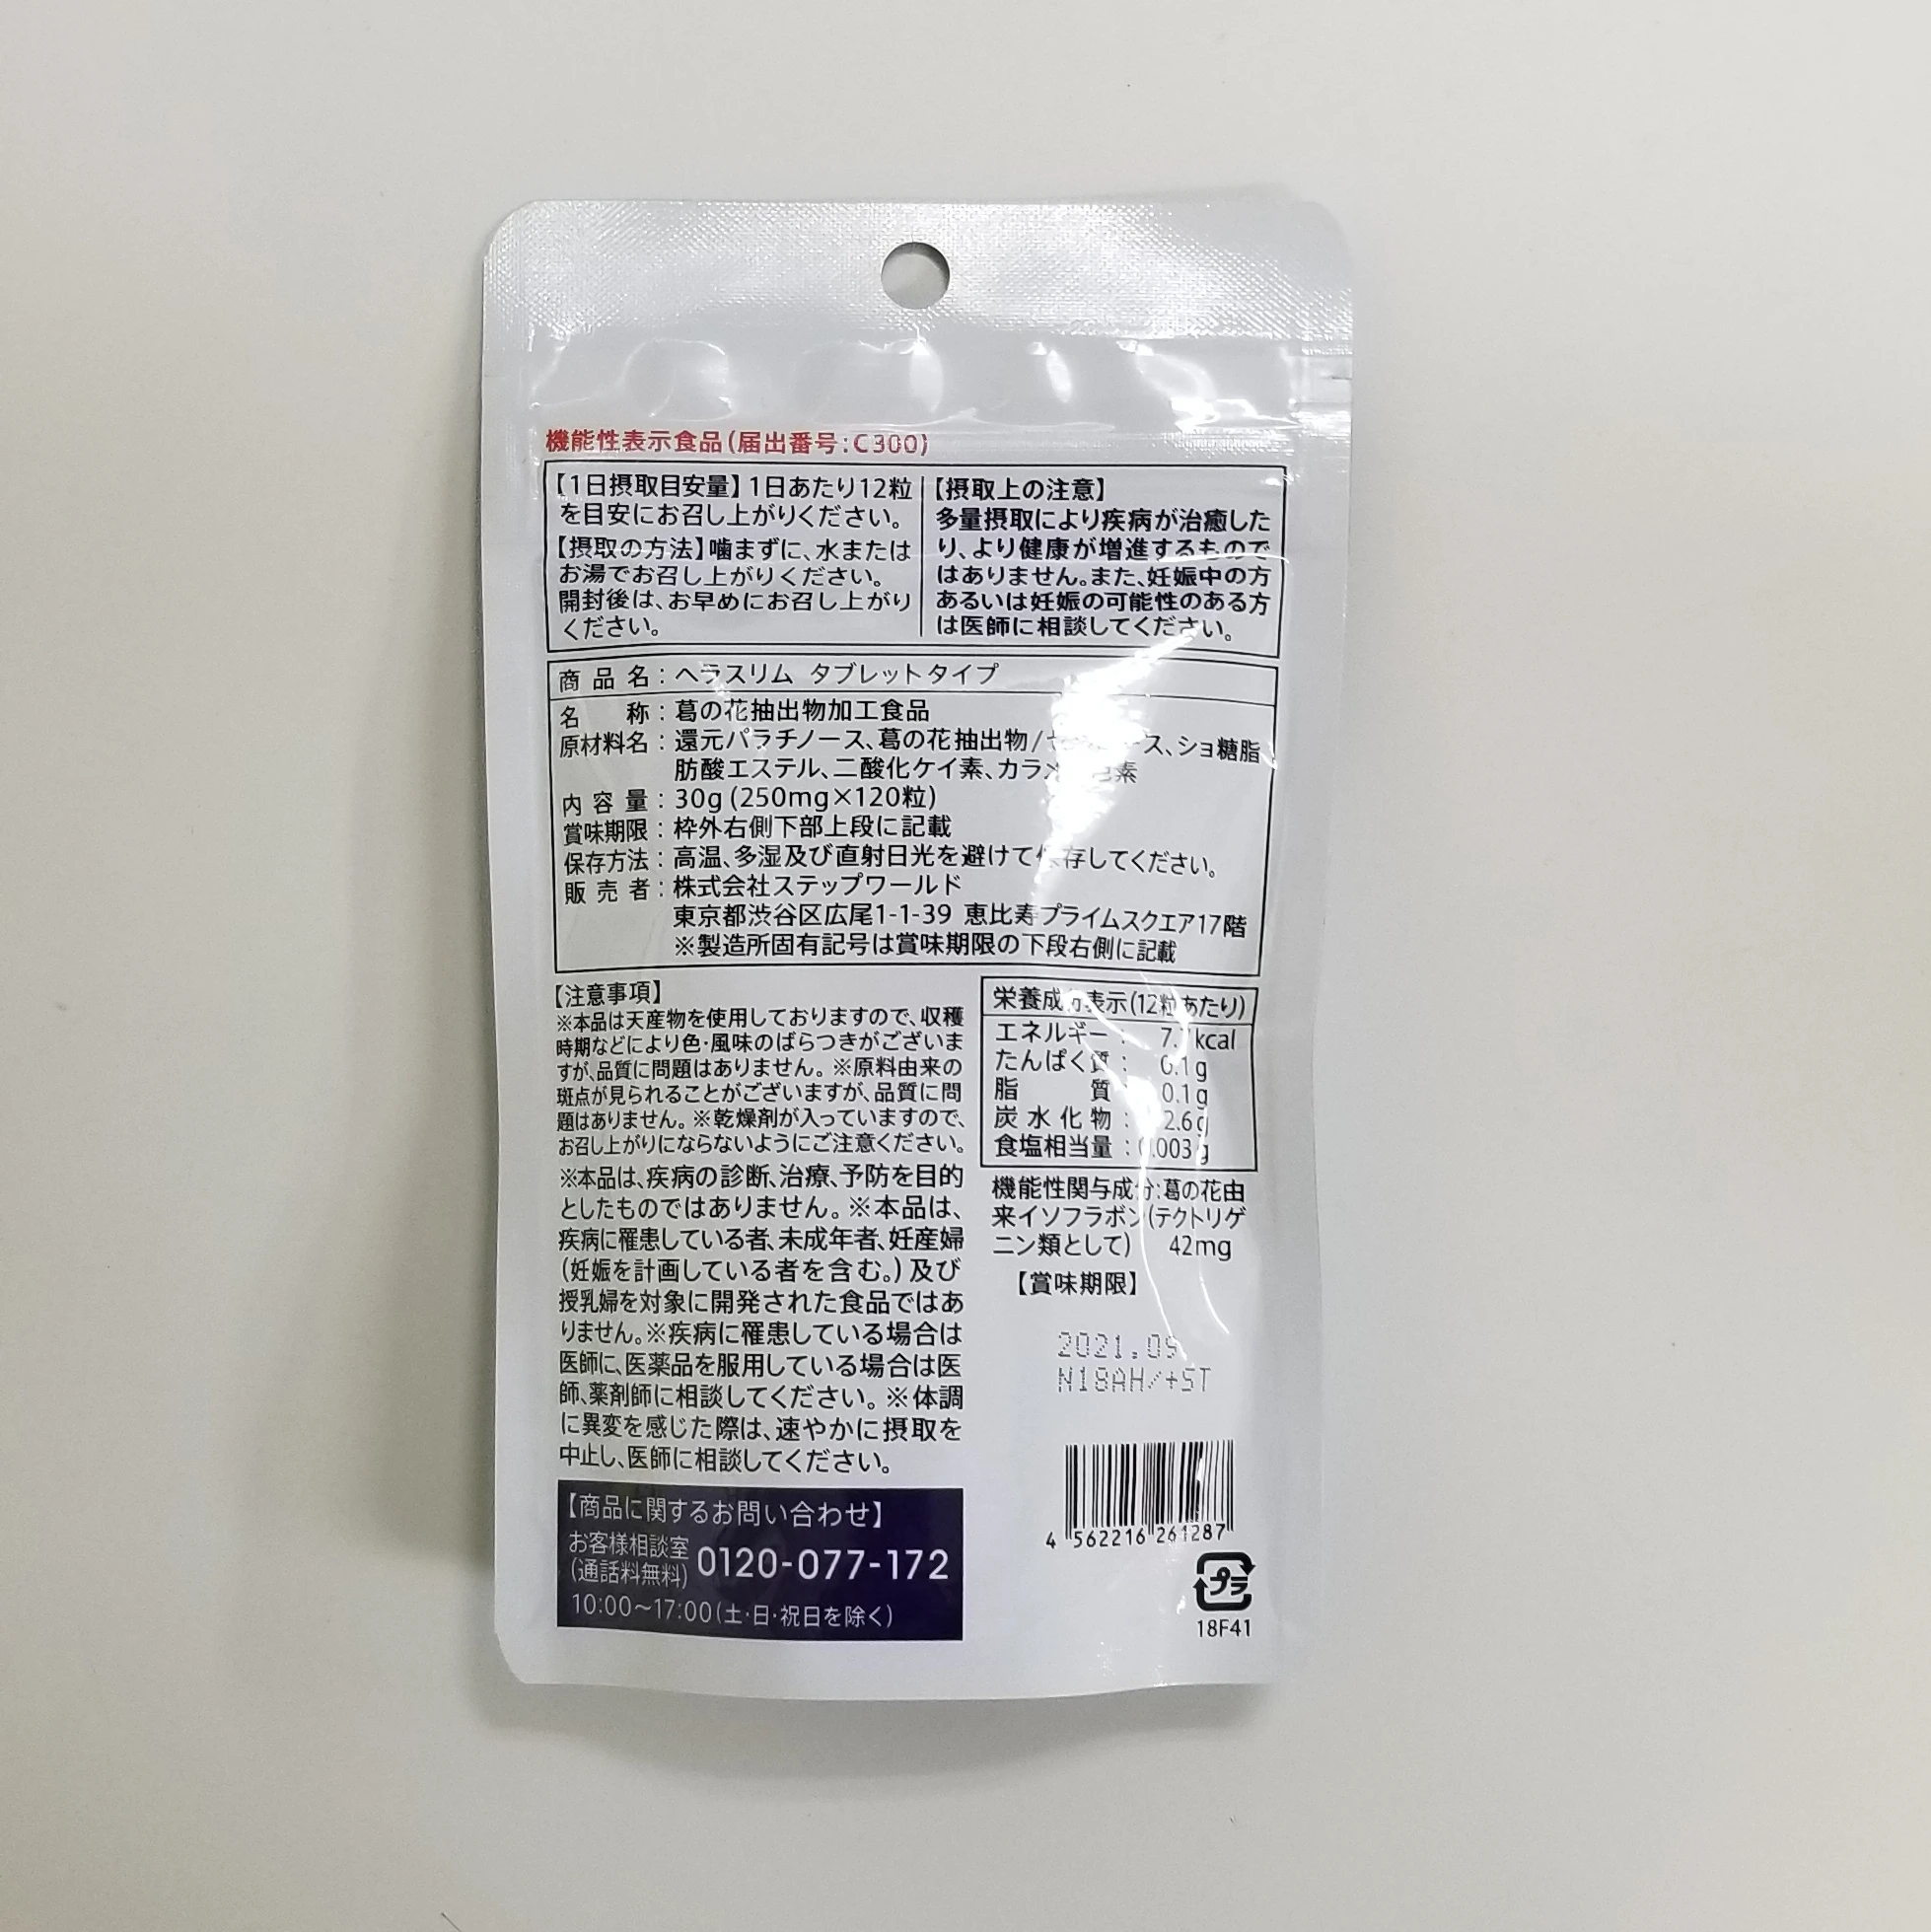 機能性表示食品(届出番号:C300)
【1日摂取目安量】1日あたり12粒
を目安にお召し上がりください。
【摂取の方法】噛まずに、水または
お湯でお召し上がりください。
開封後は、お早めにお召し上がり
ください。
【摂取上の注意】
多量摂取により疾病が治癒した
り、より健康が増進するもので
はありません。また、妊娠中の方
あるいは妊娠の可能性のある方
は医師に相談してください。
商品名:ヘラスリム タブレットタイプ
名称:葛の花抽出物加工食品
原材料名:還元パラチノース、葛の花抽出物/ショ糖脂
肪酸エステル、二酸化ケイ素、
内容量:30g(250mg×120粒)
賞味期限:枠外右側下部上段に記載
保存方法:高温、多湿及び直射日光を避けて保存してください。
販売者:株式会社ステップワールド
東京都渋谷区広尾1-1-39 恵比寿プライムスクエア17階
※製造所固有記号は賞味期限の下段右側に記載
【注意事項】
※本品は天産物を使用しておりますので、収穫
時期などにより色・風味のばらつきがございま
すが、品質に問題はありません。※原料由来の
斑点が見られることがございますが、品質に問
題はありません。※乾燥剤が入っていますので、
お召し上がりにならないようにご注意ください。
※本品は、疾病の診断、治療、予防を目的
としたものではありません。※本品は、
疾病に罹患している者、未成年者、妊産婦
(妊娠を計画している者を含む。)及び
授乳婦を対象に開発された食品ではあ
りません。※疾病に罹患している場合は
医師に、医薬品を服用している場合は医
師、薬剤師に相談してください。※体調
に異変を感じた際は、速やかに摂取を
中止し、医師に相談してください。
【商品に関するお問い合わせ】
お客様相談室
(通話料無料)
0120-077-172
10:00~17:00(土・日・祝日を除く)
栄養成分表示(12粒あたり)
エネルギー: kcal
たんぱく質: 0.1g
脂質: 0.1g
炭水化物: 2.6g
食塩相当量:0.003g
機能性関与成分:葛の花由
来イソフラボン(テクトリゲ
ニン類として) 42mg
【賞味期限】
2021.09
N18AH/+ST
4 562216 261287
プラ
18F41